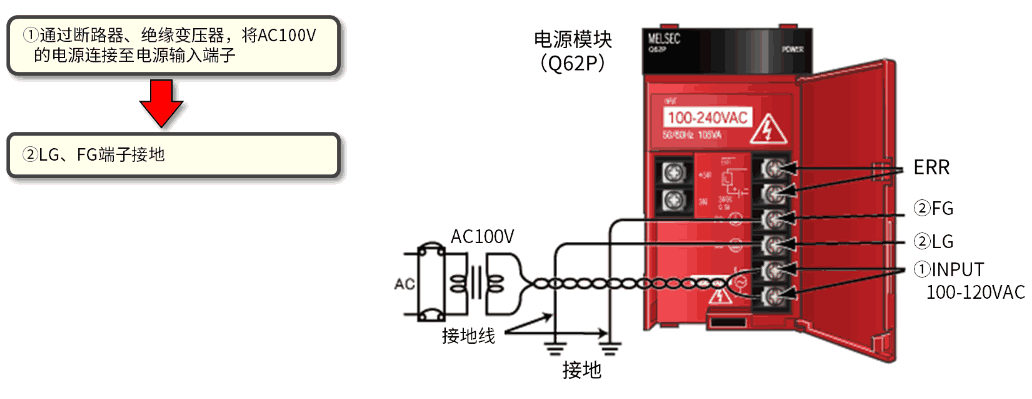 ①通过断路器、绝缘变压器，将AC100V
的电源连接至电源输入端子
②LG、FG端子接地
电源模块
（Q62P）
MELSEC
Q62P
POWER
INPUT
100-240VAC
50/60Hz 105VA
ERR
②FG
②LG
①INPUT
100-120VAC
AC100V
AC
接地线
接地